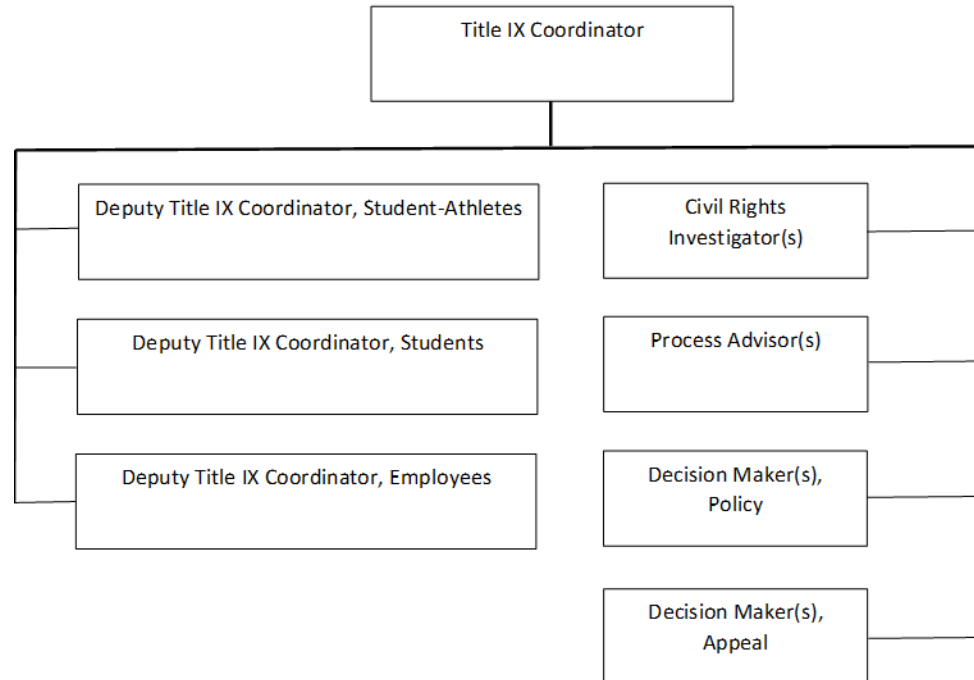 Title IX Coordinator
Deputy Title IX Coordinator, Student-Athletes
Deputy Title IX Coordinator, Students
Deputy Title IX Coordinator, Employees
Civil Rights
Investigator(s)
Process Advisor(s)
Decision Maker(s),
Policy
Decision Maker(s),
Appeal